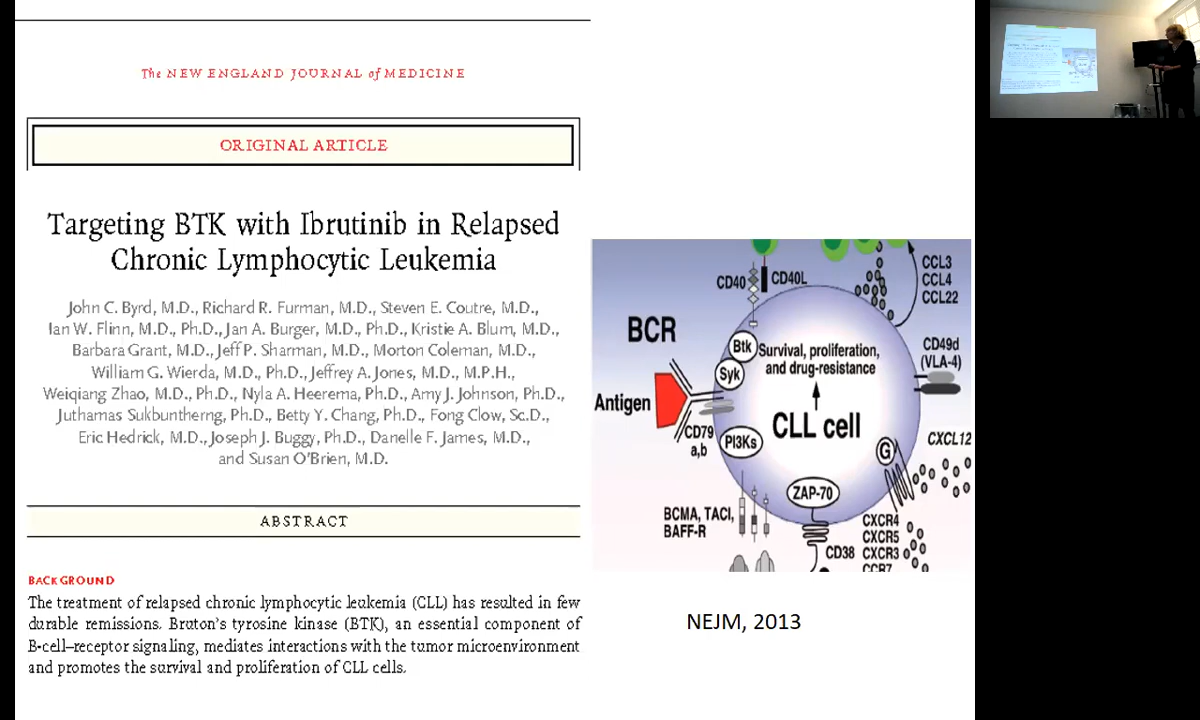 The NEW ENGLAND JOURNAL of MEDICINE
ORIGINAL ARTICLE
Targeting BTK with Ibrutinib in Relapsed
Chronic Lymphocytic Leukemia
John C. Byrd, M.D., Richard R. Furman, M.D., Steven E. Coutre, M.D.,
Ian W. Flinn, M.D., Ph.D., Jan A. Burger, M.D., Ph.D., Kristie A. Blum, M.D.,
Barbara Grant, M.D., Jeff P. Sharman, M.D., Morton Coleman, M.D.,
William G. Wierda, M.D., Ph.D., Jeffrey A. Jones, M.D., M.P.H.,
Weiqiang Zhao, M.D., Ph.D., Nyla A. Heerema, Ph.D., Amy J. Johnson, Ph.D.,
Juthamas Sukbuntherng, Ph.D., Betty Y. Chang, Ph.D., Fong Clow, Sc.D.,
Eric Hedrick, M.D., Joseph J. Buggy, Ph.D., Danelle F. James, M.D.,
and Susan O'Brien, M.D.
ABSTRACT
BACKGROUND
The treatment of relapsed chronic lymphocytic leukemia (CLL) has resulted in few
durable remissions. Bruton's tyrosine kinase (BTK), an essential component of
B-cell–receptor signaling, mediates interactions with the tumor microenvironment
and promotes the survival and proliferation of CLL cells.
CD40
CD40L
CCL3
CCL4
CCL22
BCR
Btk
Survival, proliferation,
and drug-resistance
CD49d
(VLA-4)
Syk
Antigen
CLL cell
CD79
a,b
PI3Ks
G
CXCL12
ZAP-70
BCMA, TACI,
BAFF-R
CD38
CXCR4
CXCR5
CXCR3
CCR7
NEJM, 2013